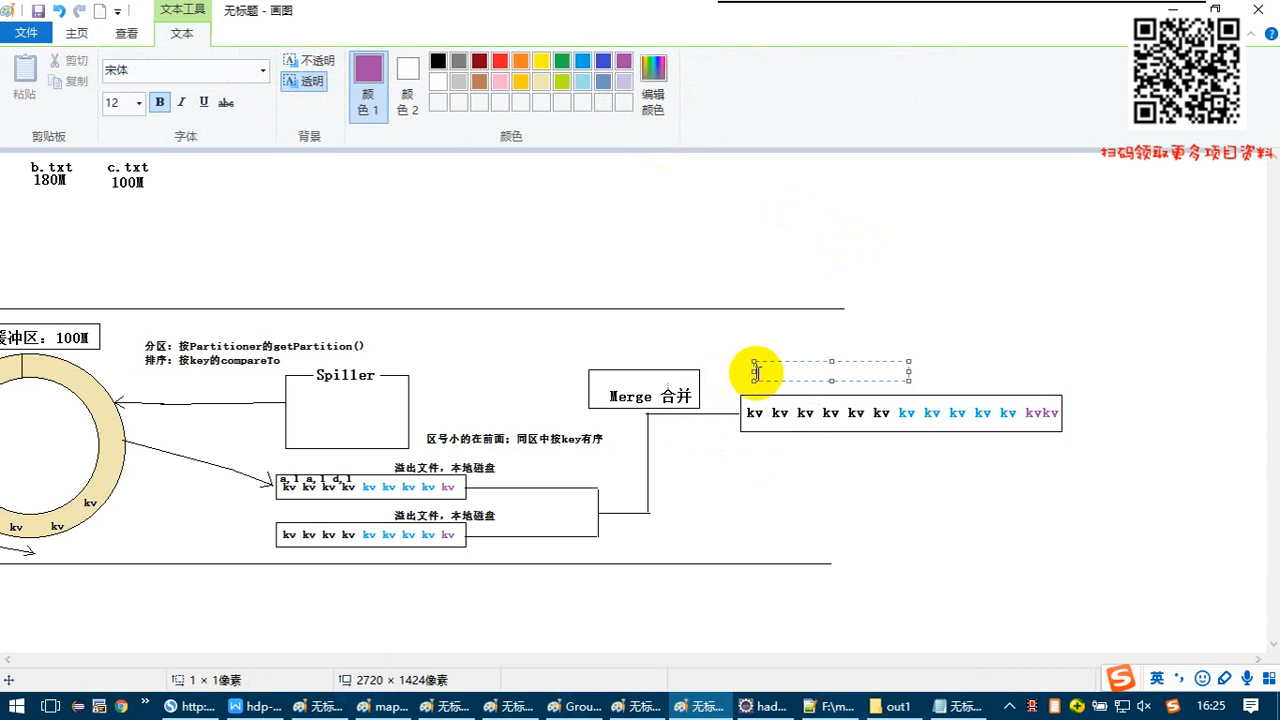 文本工具
无标题 - 画图
文件
主页
查看
文本
粘贴
剪切
复制
剪贴板
宋体
12
B
I
U
abc
字体
不透明
透明
背景
颜
色 1
颜
色 2
编辑
颜色
颜色
扫码领取更多项目资料
b.txt
180M
c.txt
100M
缓冲区: 100M
分区: 按Partitioner的getPartition()
排序: 按key的compareTo
Spiller
Merge 合并
kv kv kv kv kv kv kv kv kv kv kv kvkv
区号小的在前面; 同区中按key有序
溢出文件, 本地磁盘
a,1 a,1 d,1
kv kv kv kv kv kv kv kv kv
溢出文件, 本地磁盘
kv kv kv kv kv kv kv kv kv
kv
kv
kv
1 × 1像素
2720 × 1424像素
英
http:...
hdp-...
无标...
map...
无标...
无标...
Grou...
无标...
无标...
had...
F:\m...
out1
无标...
16:25